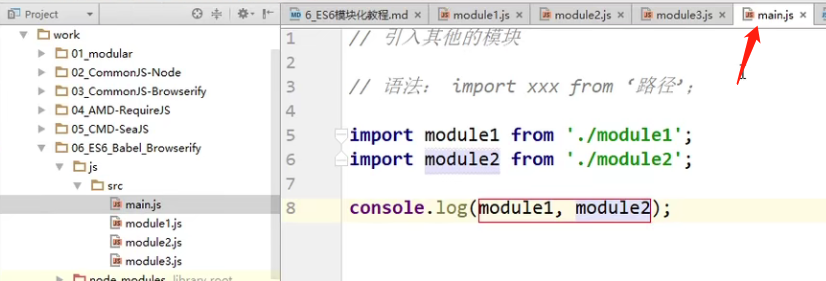 Project
6_ES6模块化教程.md
module1.js
module2.js
module3.js
main.js
work
01_modular
02_CommonJS-Node
03_CommonJS-Browserify
04_AMD-RequireJS
05_CMD-SeaJS
06_ES6_Babel_Browserify
js
src
main.js
module1.js
module2.js
module3.js
node_modules library root
1 // 引入其他的模块
2
3 // 语法： import xxx from ‘路径’;
4
5 import module1 from './module1';
6 import module2 from './module2';
7
8 console.log(module1, module2);